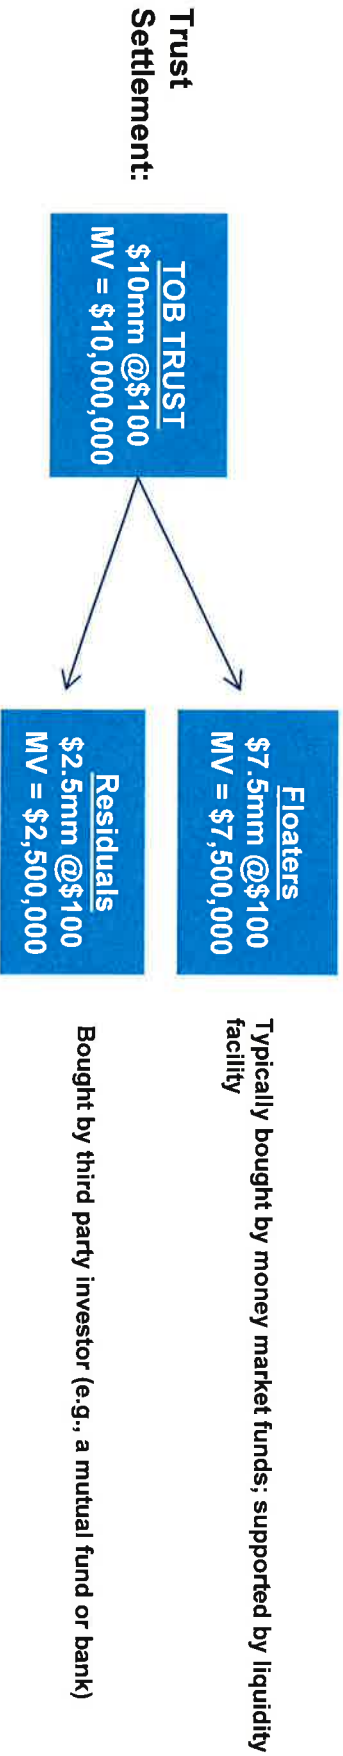 Trust
Settlement:
TOB TRUST
$10mm @$100
MV = $10,000,000
Floaters
$7.5mm @$100
MV = $7,500,000
Typically bought by money market funds; supported by liquidity
facility
Residuals
$2.5mm @$100
MV = $2,500,000
Bought by third party investor (e.g., a mutual fund or bank)